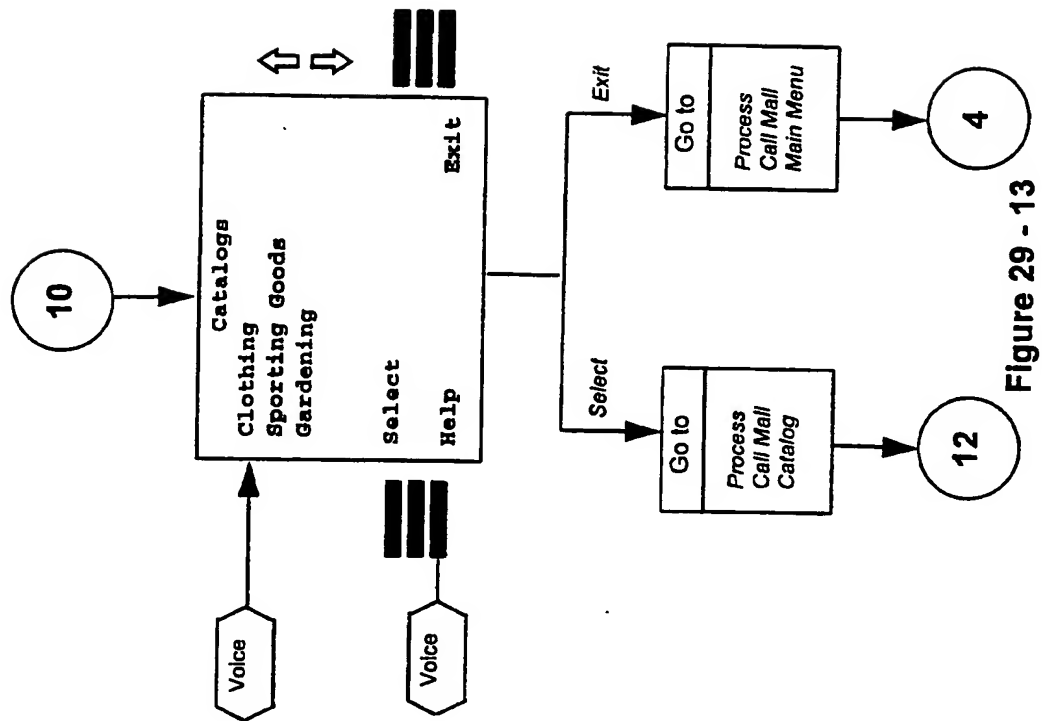 10
Voice
Catalogs
Clothing
Sporting Goods
Gardening
Select
Help
Exit
Voice
Select
Exit
Go to
Process
Call Mall
Catalog
Go to
Process
Call Mall
Main Menu
12
4
Figure 29 - 13